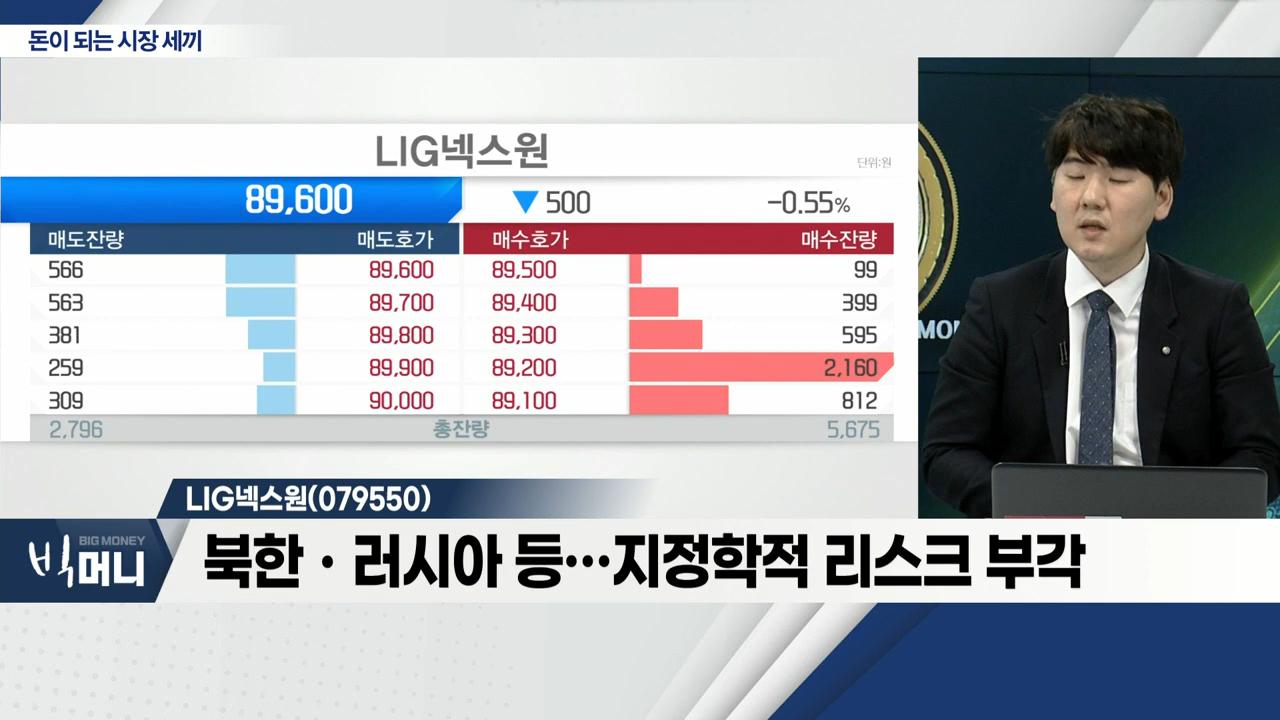 돈이 되는 시장 세끼
LIG넥스원
단위:원
89,600 ▼ 500 -0.55%
매도잔량 매도호가 매수호가 매수잔량
566 89,600 89,500 99
563 89,700 89,400 399
381 89,800 89,300 595
259 89,900 89,200 2,160
309 90,000 89,100 812
2,796 총잔량 5,675
MO
LIG넥스원(079550)
BIG MONEY
빅머니
북한 · 러시아 등…지정학적 리스크 부각